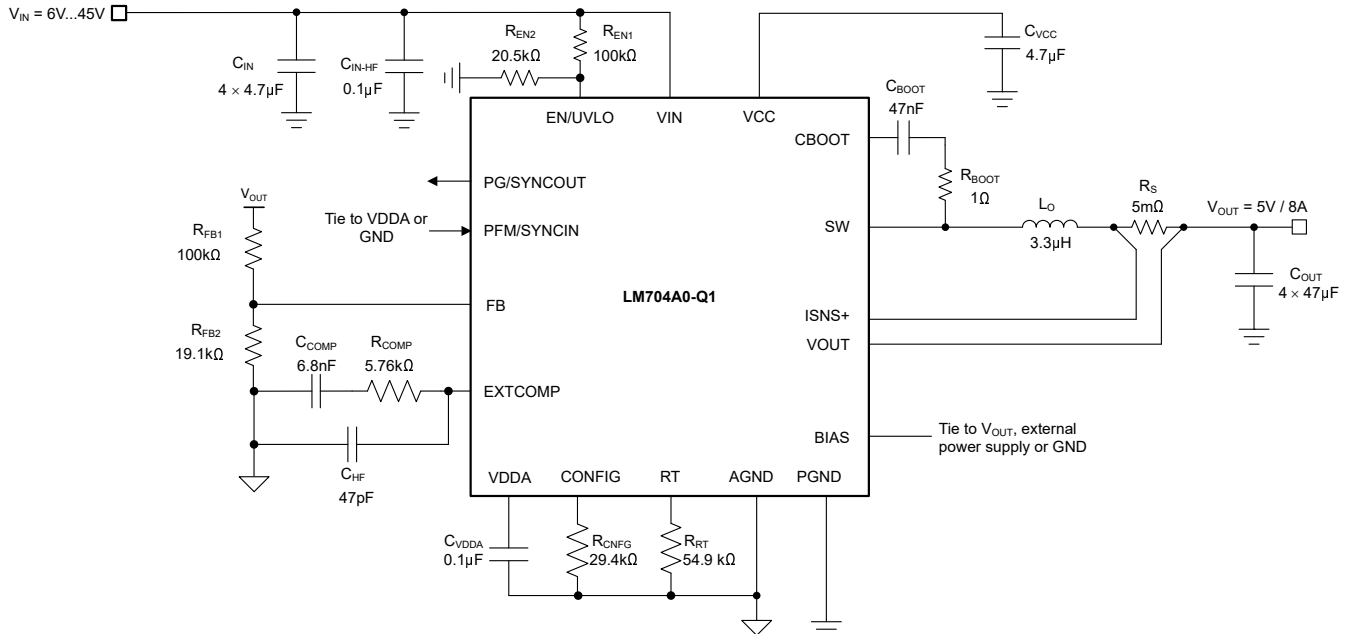 V_IN = 6V...45V
R_EN2
20.5kΩ
R_EN1
100kΩ
C_IN
4 × 4.7µF
C_IN-HF
0.1µF
C_VCC
4.7µF
C_BOOT
47nF
EN/UVLO
VIN
VCC
CBOOT
R_BOOT
1Ω
PG/SYNCOUT
V_OUT
Tie to VDDA or
GND
PFM/SYNCIN
R_FB1
100kΩ
SW
L_O
3.3µH
R_S
5mΩ
V_OUT = 5V / 8A
C_OUT
4 × 47µF
LM704A0-Q1
FB
ISNS+
VOUT
R_FB2
19.1kΩ
C_COMP
6.8nF
R_COMP
5.76kΩ
EXTCOMP
BIAS
Tie to V_OUT, external
power supply or GND
C_HF
47pF
VDDA
CONFIG
RT
AGND
PGND
C_VDDA
0.1µF
R_CNFG
29.4kΩ
R_RT
54.9 kΩ